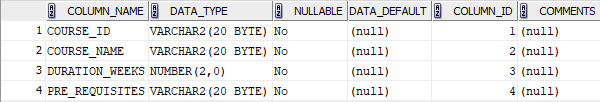 COLUMN_NAME DATA_TYPE NULLABLE DATA_DEFAULT COLUMN_ID COMMENTS
1 COURSE_ID VARCHAR2(20 BYTE) No (null) 1 (null)
2 COURSE_NAME VARCHAR2(20 BYTE) No (null) 2 (null)
3 DURATION_WEEKS NUMBER(2,0) No (null) 3 (null)
4 PRE_REQUISITES VARCHAR2(20 BYTE) No (null) 4 (null)